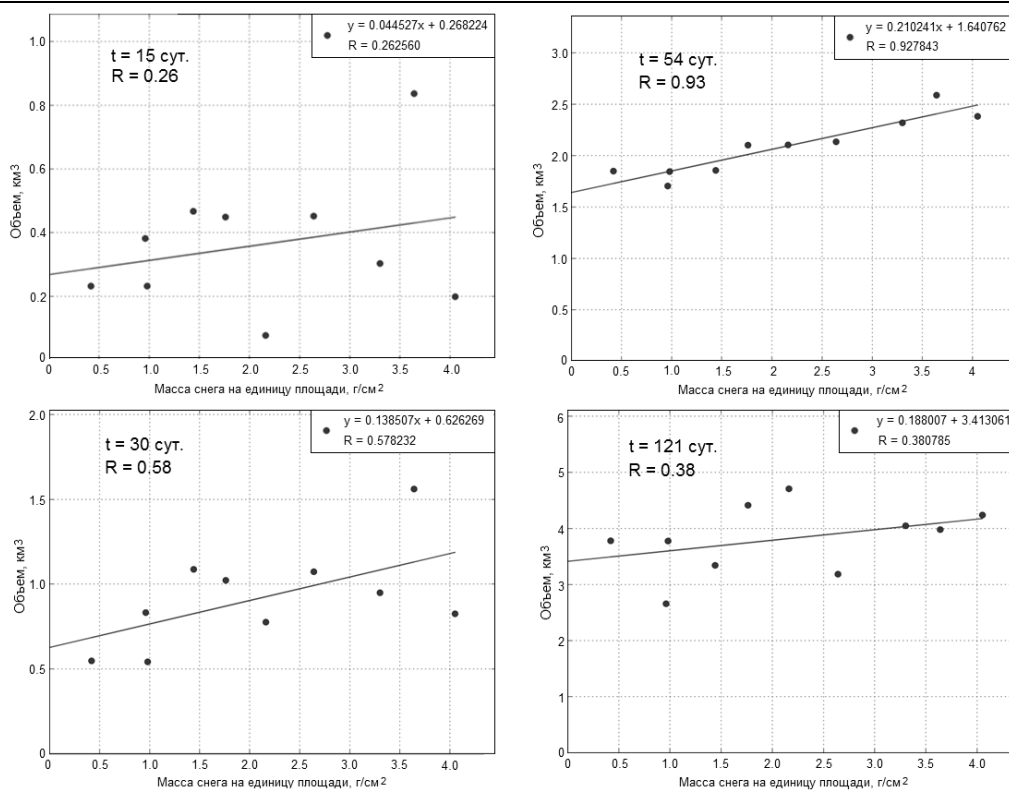 y = 0.044527x + 0.268224
R = 0.262560
t = 15 сут.
R = 0.26
1.0
0.8
0.6
0.4
0.2
0
Объем, км3
0 0.5 1.0 1.5 2.0 2.5 3.0 3.5 4.0
Масса снега на единицу площади, г/см2
y = 0.210241x + 1.640762
R = 0.927843
t = 54 сут.
R = 0.93
3.0
2.5
2.0
1.5
1.0
0.5
0
Объем, км3
0 0.5 1.0 1.5 2.0 2.5 3.0 3.5 4.0
Масса снега на единицу площади, г/см2
y = 0.138507x + 0.626269
R = 0.578232
t = 30 сут.
R = 0.58
2.0
1.5
1.0
0.5
0
Объем, км3
0 0.5 1.0 1.5 2.0 2.5 3.0 3.5 4.0
Масса снега на единицу площади, г/см2
y = 0.188007 + 3.413061
R = 0.380785
t = 121 сут.
R = 0.38
6
5
4
3
2
1
0
Объем, км3
0 0.5 1.0 1.5 2.0 2.5 3.0 3.5 4.0
Масса снега на единицу площади, г/см2